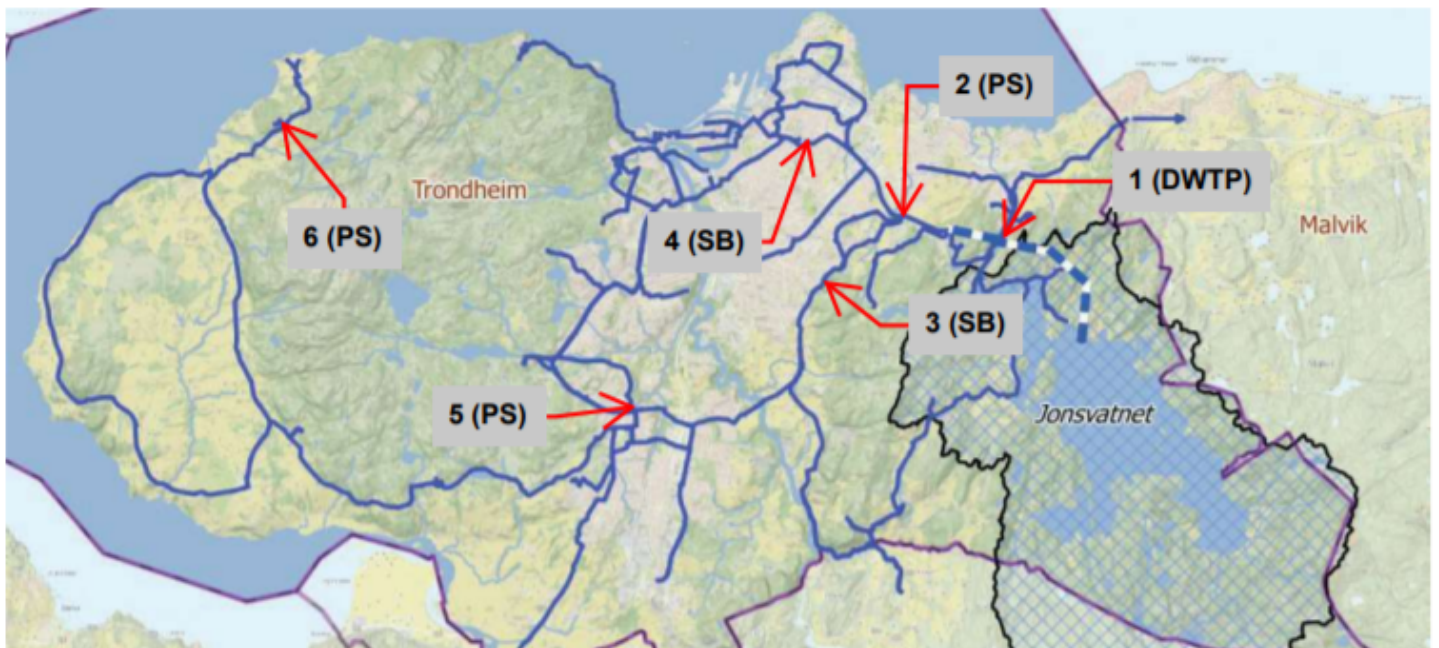 2 (PS)
1 (DWTP)
Trondheim
Malvik
6 (PS)
4 (SB)
3 (SB)
5 (PS)
Jonsvatnet